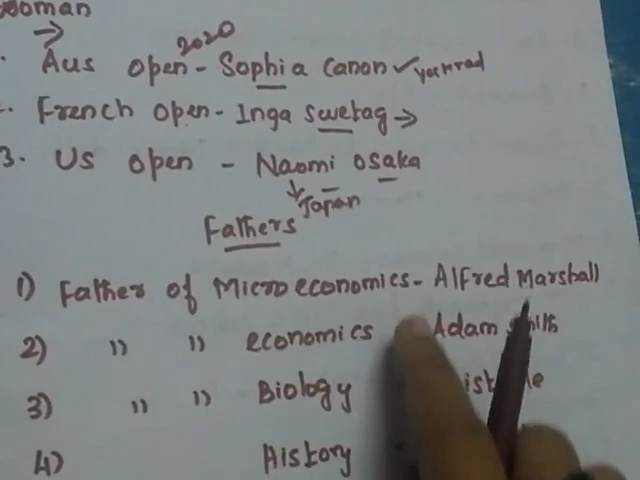 woman
2020
Aus open - Sophia Canon
2. French open - Inga swetag →
3. US open - Naomi osaka
Japan
Fathers
1) Father of Microeconomics - Alfred Marshall
2) " " economics Adam
3) " " Biology
4) History